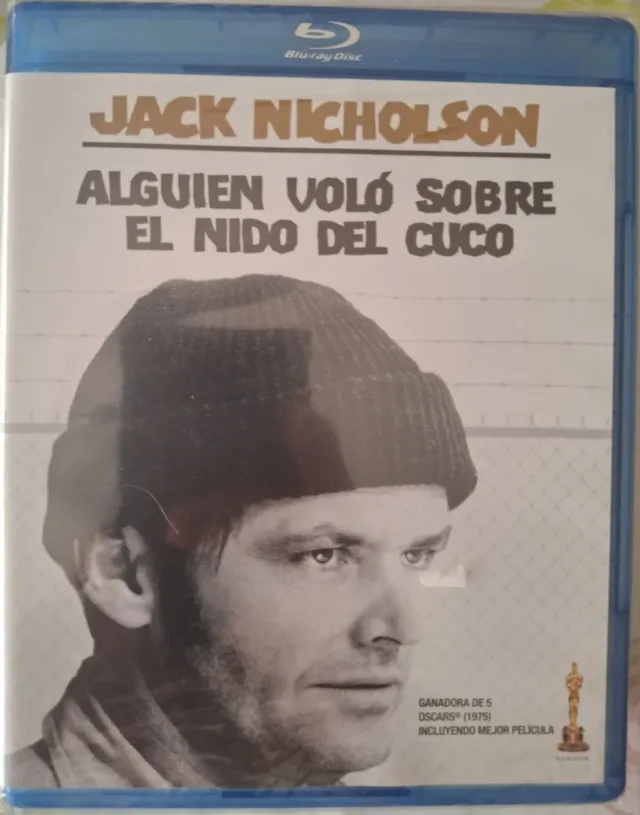 Blu-ray Disc
JACK NICHOLSON
ALGUIEN VOLÓ SOBRE
EL NIDO DEL CUCO
GANADORA DE 5
OSCARS® (1975)
INCLUYENDO MEJOR PELÍCULA